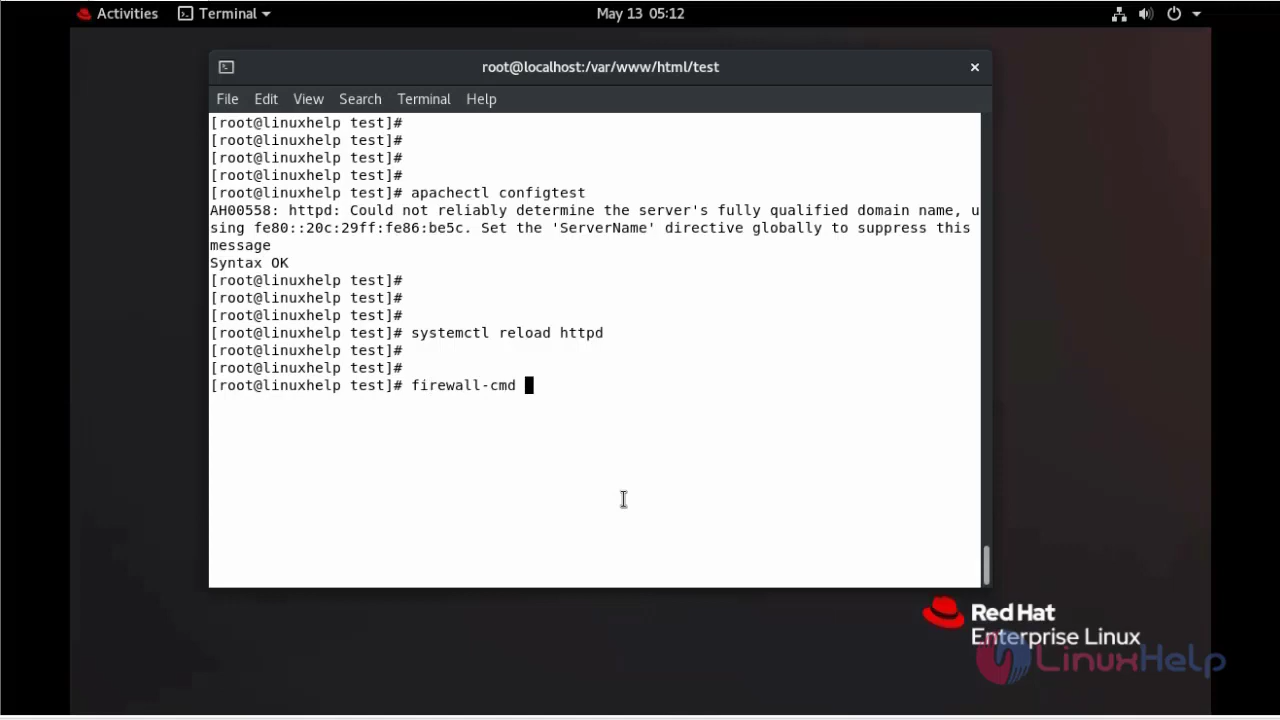 Activities Terminal May 13 05:12
root@localhost:/var/www/html/test ×
File Edit View Search Terminal Help
[root@linuxhelp test]#
[root@linuxhelp test]#
[root@linuxhelp test]#
[root@linuxhelp test]#
[root@linuxhelp test]# apachectl configtest
AH00558: httpd: Could not reliably determine the server's fully qualified domain name, u
sing fe80::20c:29ff:fe86:be5c. Set the 'ServerName' directive globally to suppress this
message
Syntax OK
[root@linuxhelp test]#
[root@linuxhelp test]#
[root@linuxhelp test]#
[root@linuxhelp test]# systemctl reload httpd
[root@linuxhelp test]#
[root@linuxhelp test]#
[root@linuxhelp test]# firewall-cmd
Red Hat
Enterprise Linux
LinuxHelp